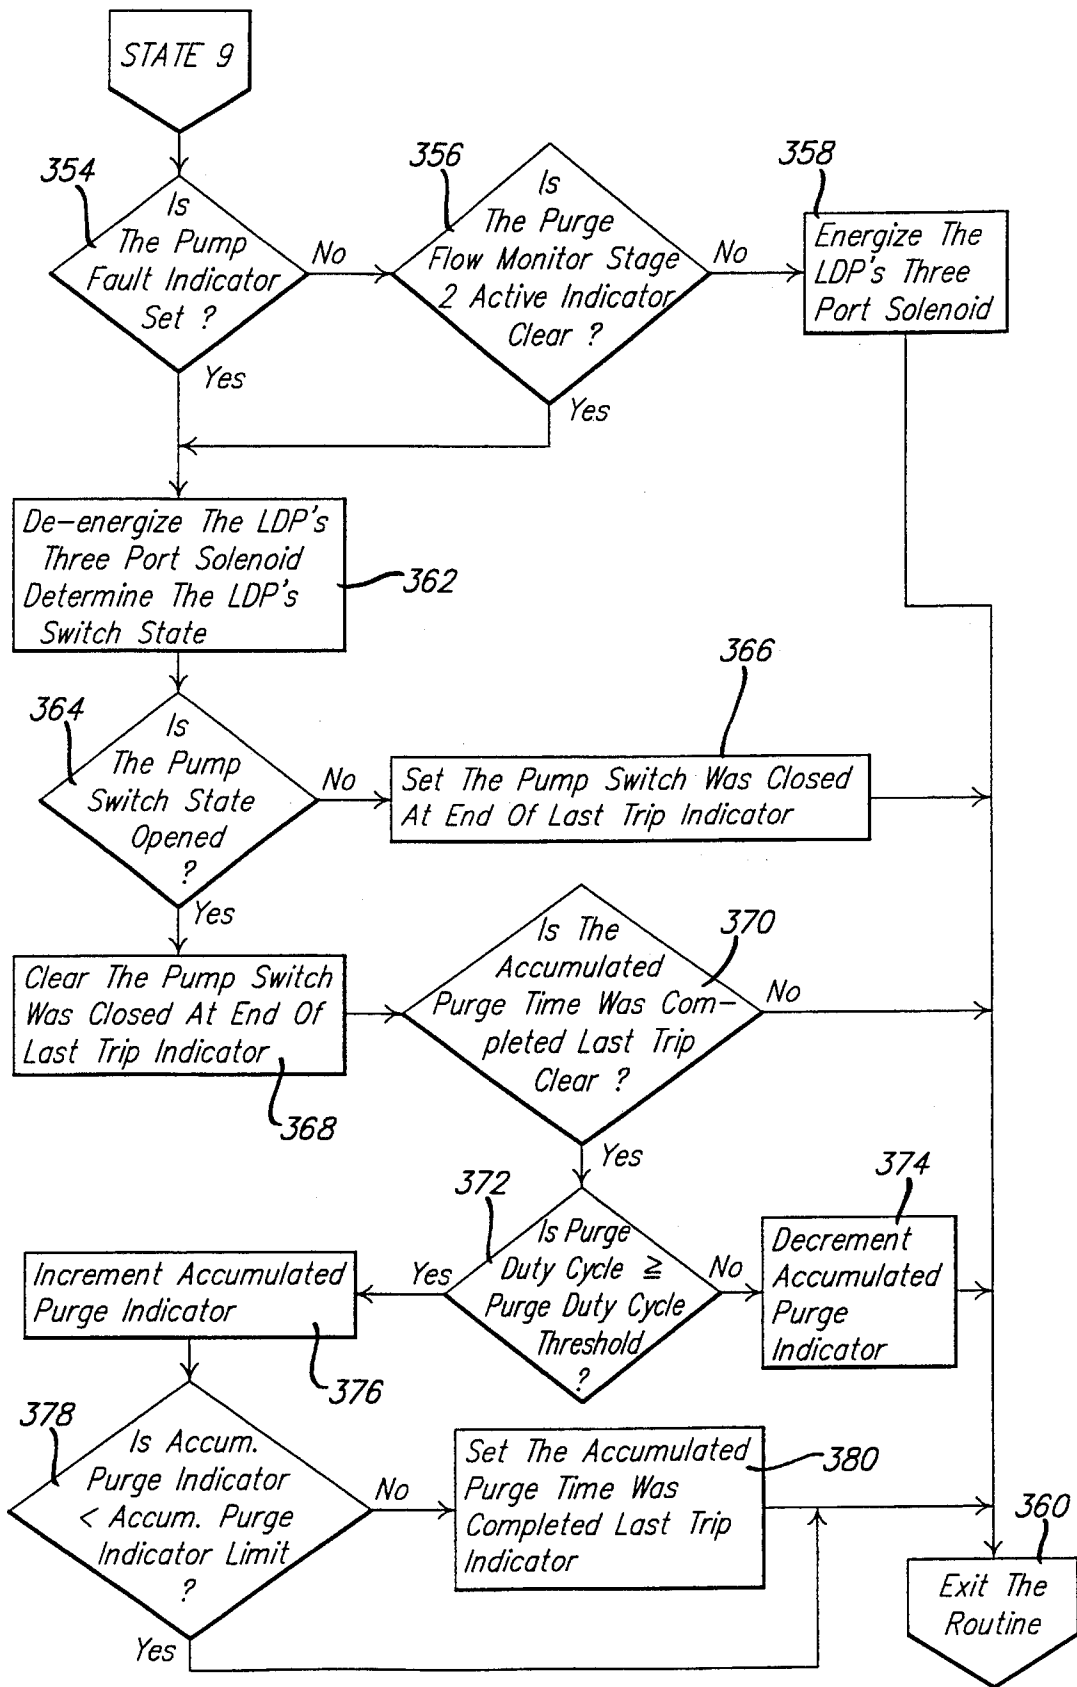 STATE 9
354
Is
The Pump
Fault Indicator
Set ?
No
Yes
356
Is
The Purge
Flow Monitor Stage
2 Active Indicator
Clear ?
No
Yes
358
Energize The
LDP's Three
Port Solenoid
De-energize The LDP's
Three Port Solenoid
Determine The LDP's
Switch State
362
364
Is
The Pump
Switch State
Opened
?
No
Yes
366
Set The Pump Switch Was Closed
At End Of Last Trip Indicator
Clear The Pump Switch
Was Closed At End Of
Last Trip Indicator
368
370
Is The
Accumulated
Purge Time Was Com-
pleted Last Trip
Clear ?
No
Yes
372
Is Purge
Duty Cycle ≧
Purge Duty Cycle
Threshold
?
No
Yes
374
Decrement
Accumulated
Purge
Indicator
Increment Accumulated
Purge Indicator
376
378
Is Accum.
Purge Indicator
< Accum. Purge
Indicator Limit
?
No
Yes
Set The Accumulated
Purge Time Was
Completed Last Trip
Indicator
380
360
Exit The
Routine